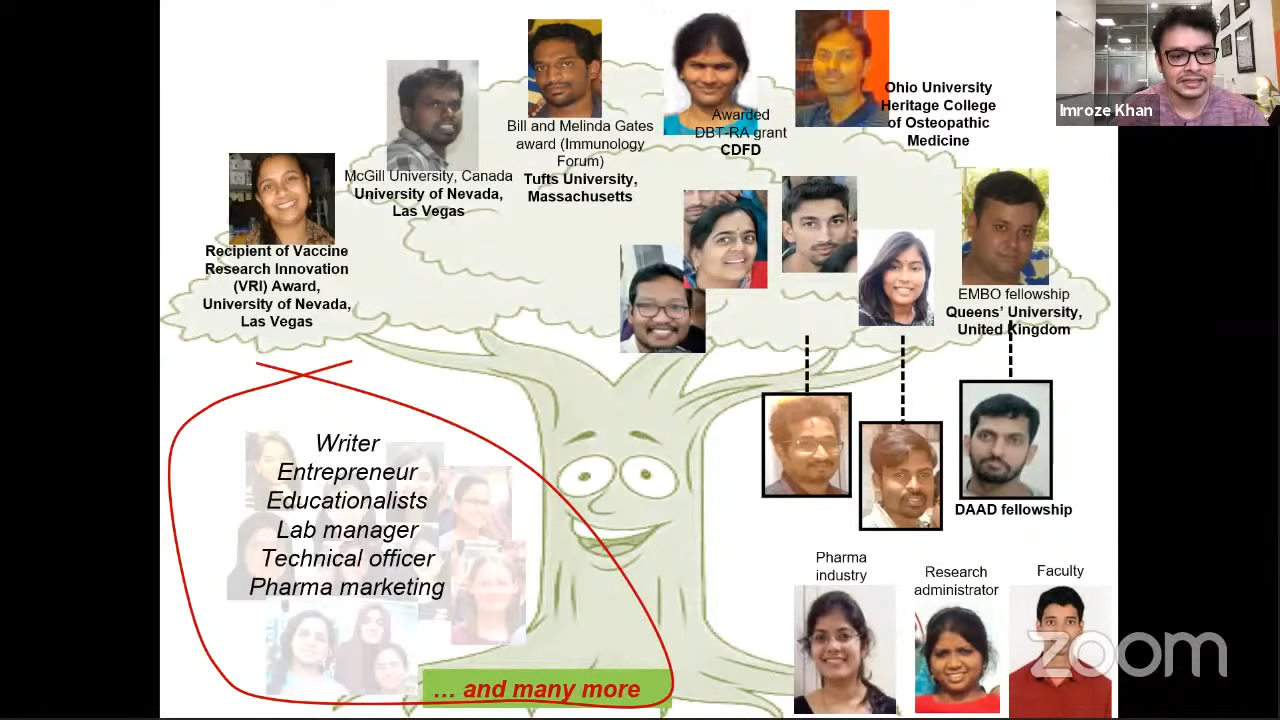 Recipient of Vaccine
Research Innovation
(VRI) Award,
University of Nevada,
Las Vegas
McGill University, Canada
University of Nevada,
Las Vegas
Bill and Melinda Gates
award (Immunology
Forum)
Tufts University,
Massachusetts
Awarded
DBT-RA grant
CDFD
Ohio University
Heritage College
of Osteopathic
Medicine
Imroze Khan
EMBO fellowship
Queens’ University,
United Kingdom
DAAD fellowship
Writer
Entrepreneur
Educationalists
Lab manager
Technical officer
Pharma marketing
… and many more
Pharma
industry
Research
administrator
Faculty
zoom